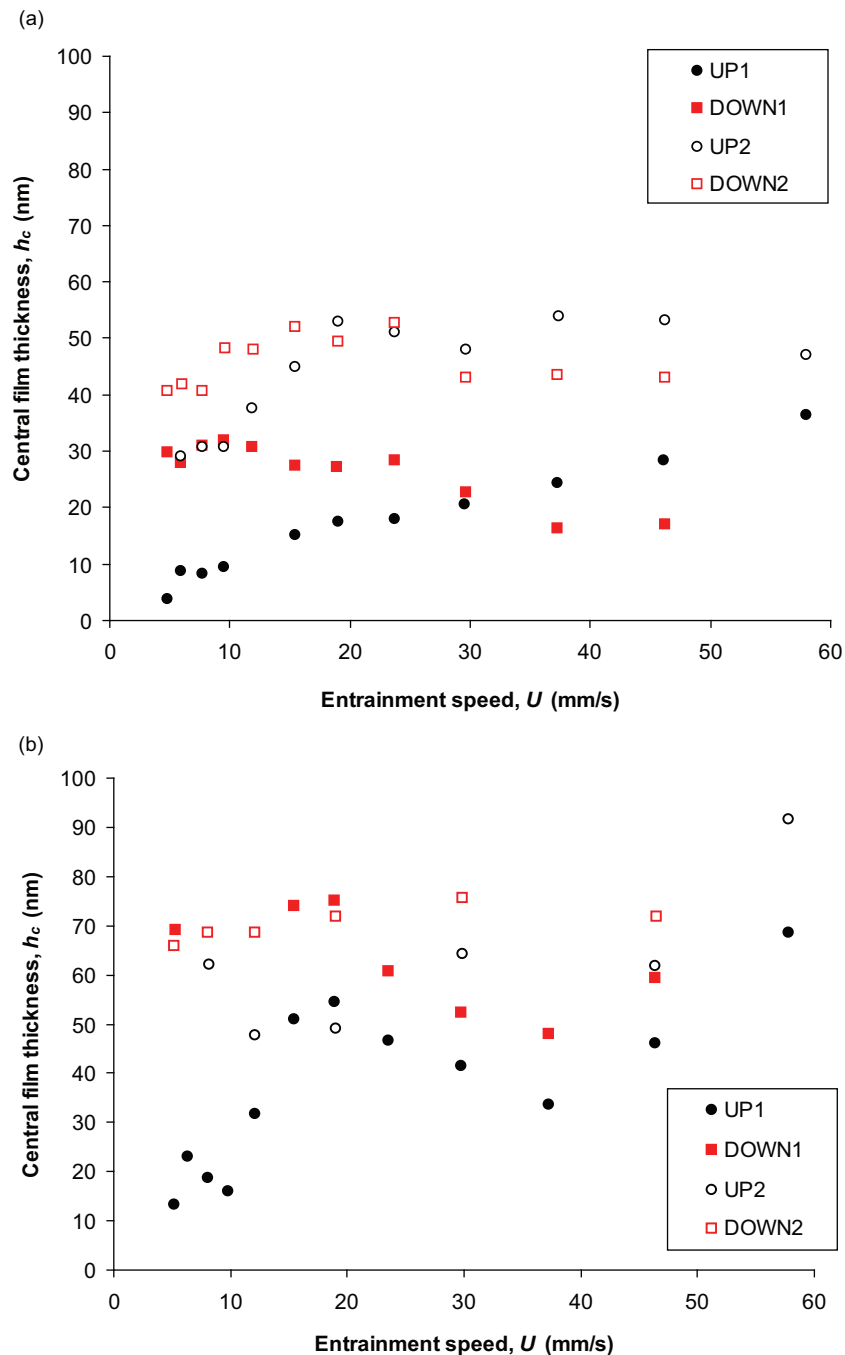 (a)
100
90
80
70
60
50
40
30
20
10
0
Central film thickness, hc (nm)
UP1
DOWN1
UP2
DOWN2
0 10 20 30 40 50 60
Entrainment speed, U (mm/s)
(b)
100
90
80
70
60
50
40
30
20
10
0
Central film thickness, hc (nm)
UP1
DOWN1
UP2
DOWN2
0 10 20 30 40 50 60
Entrainment speed, U (mm/s)